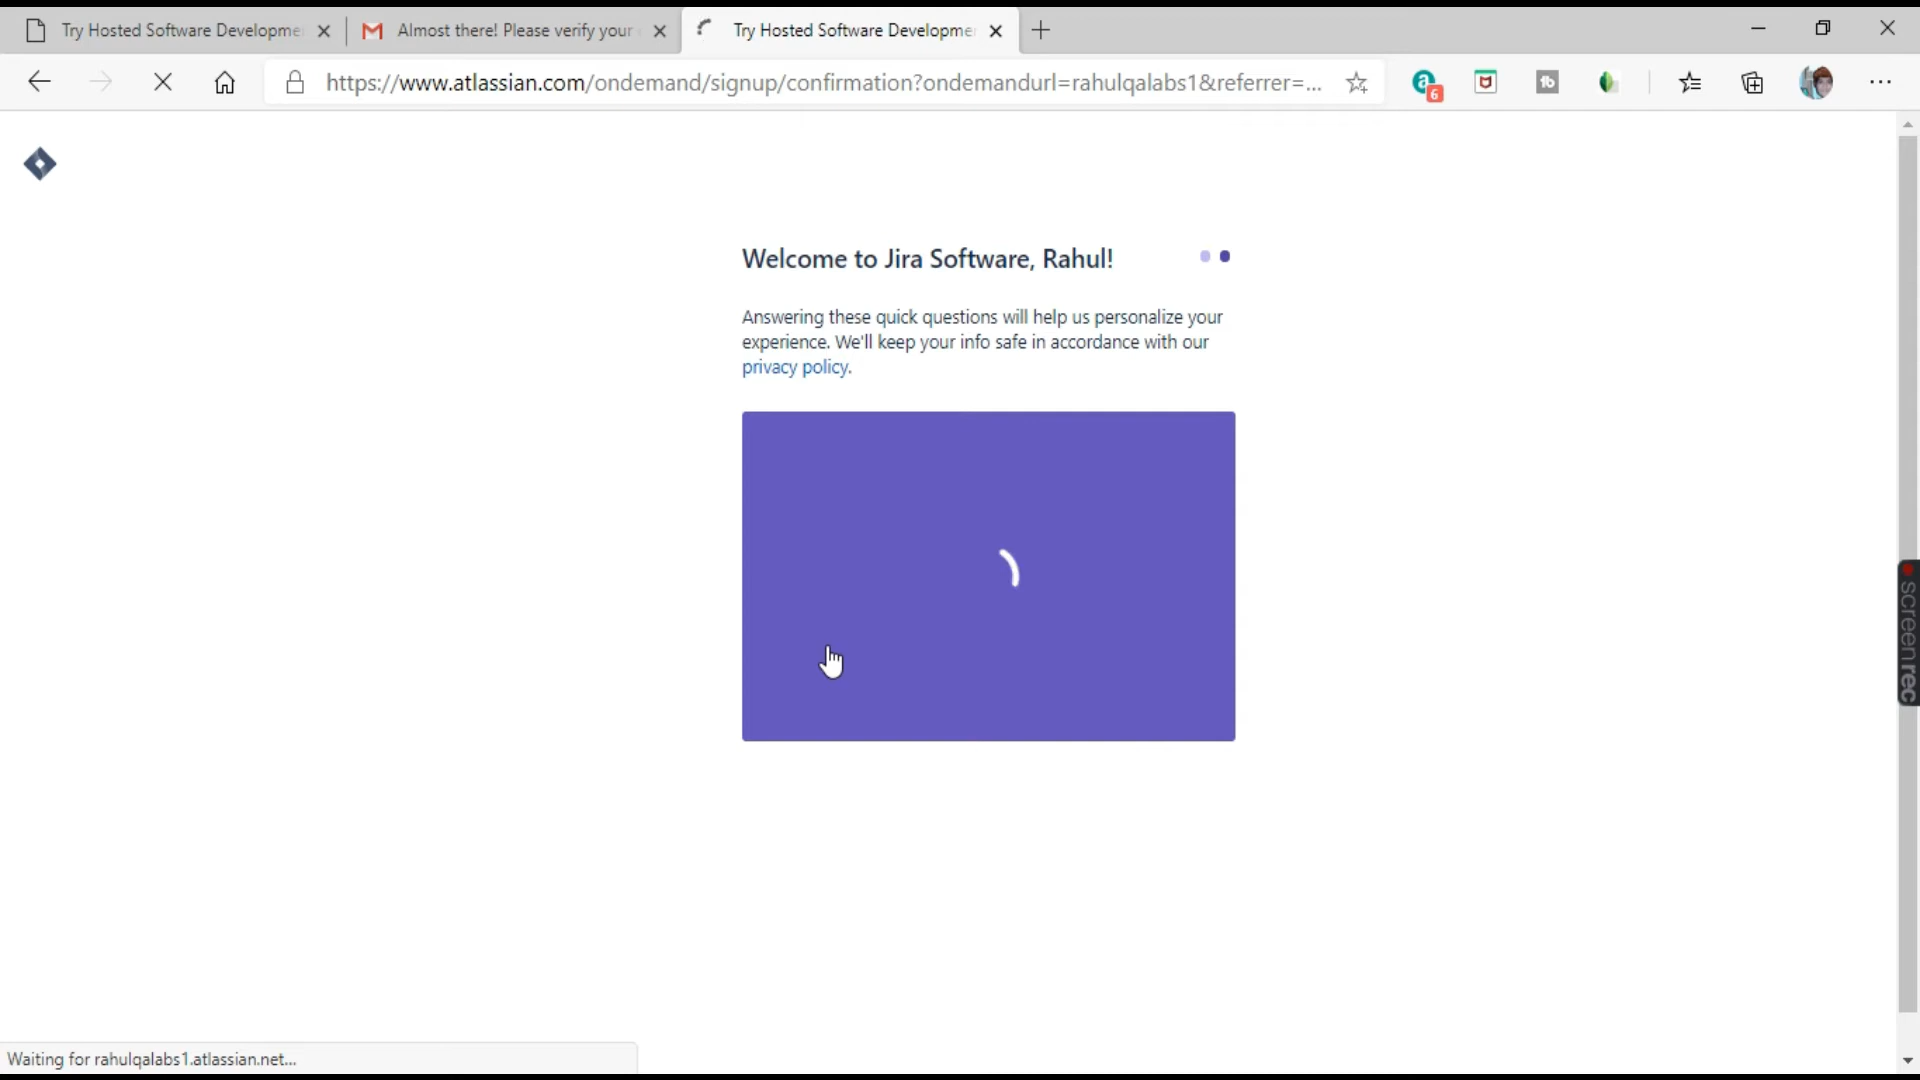 Try Hosted Software Developme
Almost there! Please verify your
Try Hosted Software Developme
https://www.atlassian.com/ondemand/signup/confirmation?ondemandurl=rahulqalabs1&referrer=...
a
6
tb
Welcome to Jira Software, Rahul!
Answering these quick questions will help us personalize your
experience. We'll keep your info safe in accordance with our
privacy policy.
screenrec
Waiting for rahulqalabs1.atlassian.net...